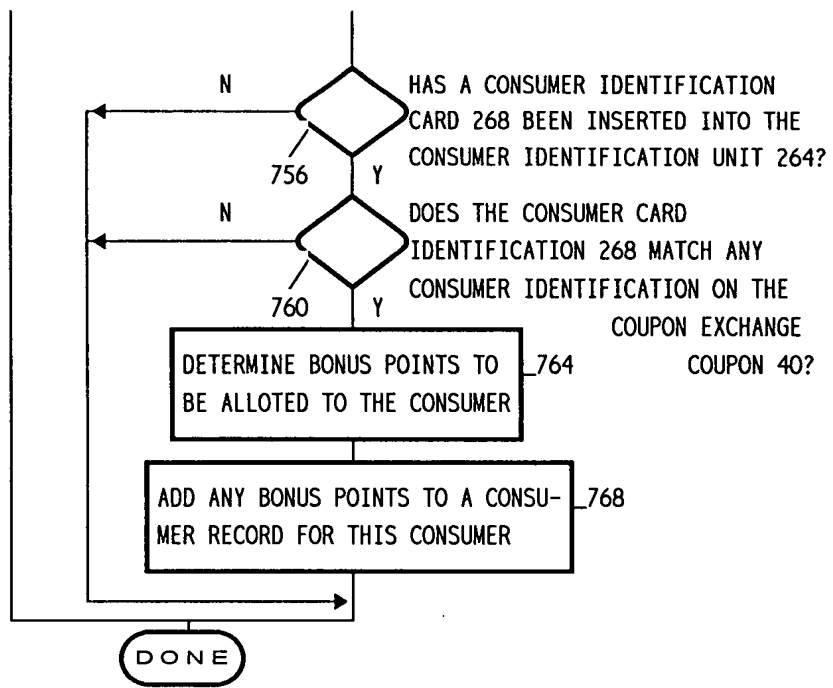 N
HAS A CONSUMER IDENTIFICATION
CARD 268 BEEN INSERTED INTO THE
CONSUMER IDENTIFICATION UNIT 264?
756
Y
N
DOES THE CONSUMER CARD
IDENTIFICATION 268 MATCH ANY
CONSUMER IDENTIFICATION ON THE
COUPON EXCHANGE
COUPON 40?
760
Y
DETERMINE BONUS POINTS TO
BE ALLOTED TO THE CONSUMER
764
ADD ANY BONUS POINTS TO A CONSU-
MER RECORD FOR THIS CONSUMER
768
DONE